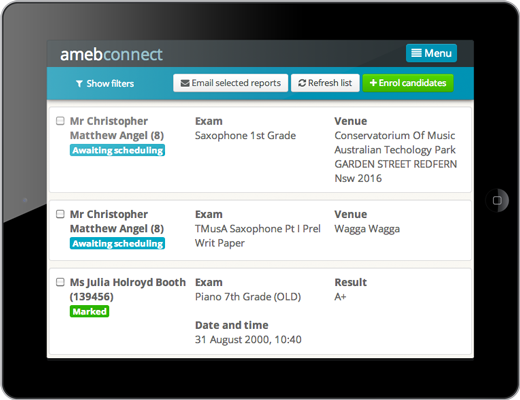 amebconnect
Menu
Show filters
Email selected reports
Refresh list
Enrol candidates
Mr Christopher
Matthew Angel (8)
Awaiting scheduling
Exam
Saxophone 1st Grade
Venue
Conservatorium Of Music
Australian Techology Park
GARDEN STREET REDFERN
Nsw 2016
Mr Christopher
Matthew Angel (8)
Awaiting scheduling
Exam
TMusA Saxophone Pt I Prel
Writ Paper
Venue
Wagga Wagga
Ms Julia Holroyd Booth
(139456)
Marked
Exam
Piano 7th Grade (OLD)
Date and time
31 August 2000, 10:40
Result
A+